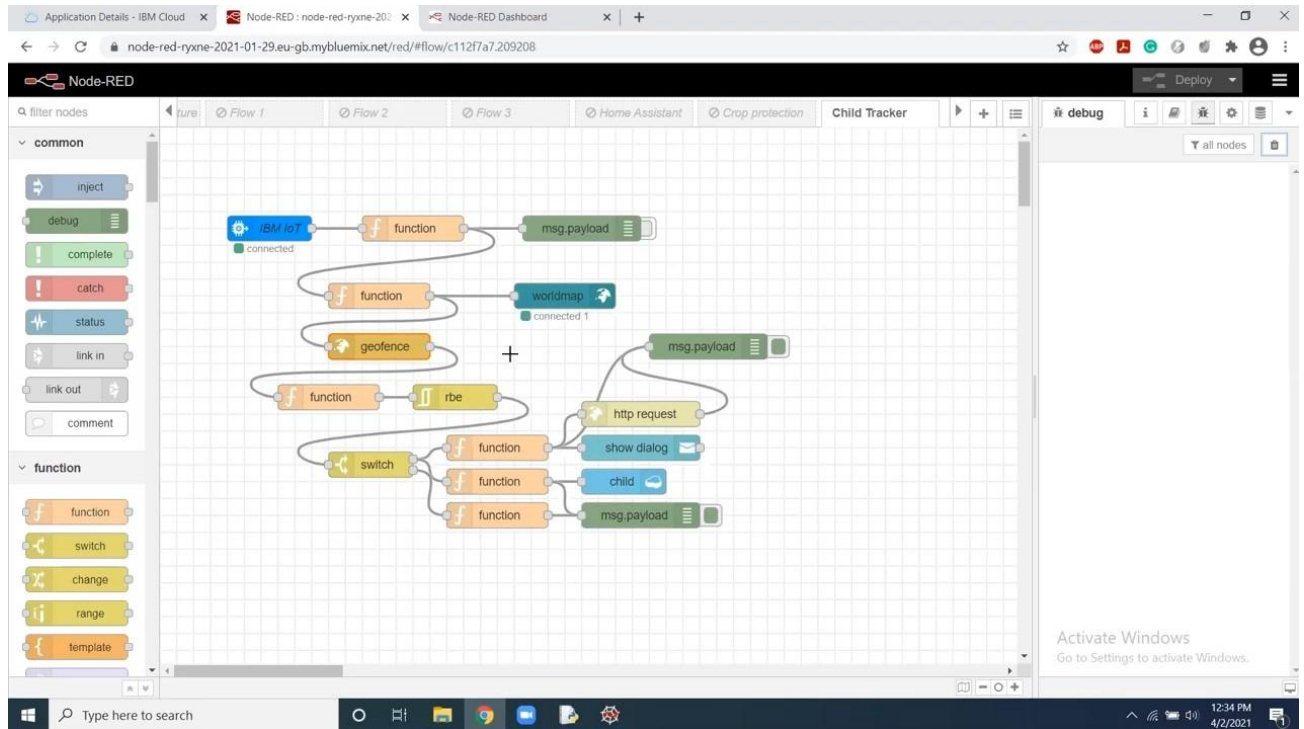 Application Details - IBM Cloud
Node-RED : node-red-ryxne-202
Node-RED Dashboard
node-red-ryxne-2021-01-29.eu-gb.mybluemix.net/red/#flow/c112f7a7.209208
Node-RED
Deploy
filter nodes
ture
Flow 1
Flow 2
Flow 3
Home Assistant
Crop protection
Child Tracker
debug
all nodes
common
inject
debug
complete
catch
status
link in
link out
comment
function
function
switch
change
range
template
IBM IoT
connected
function
msg.payload
function
worldmap
connected 1
geofence
msg.payload
function
rbe
http request
switch
function
show dialog
function
child
function
msg.payload
Activate Windows
Go to Settings to activate Windows.
Type here to search
12:34 PM
4/2/2021